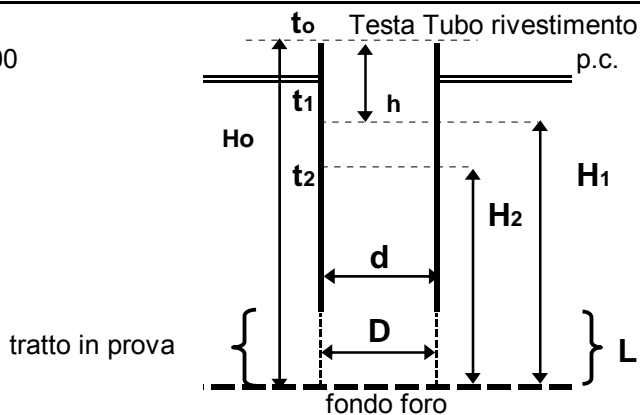 to Testa Tubo rivestimento
00 p.c.
t1 h
Ho
t2 H1
H2
d
D
tratto in prova L
fondo foro